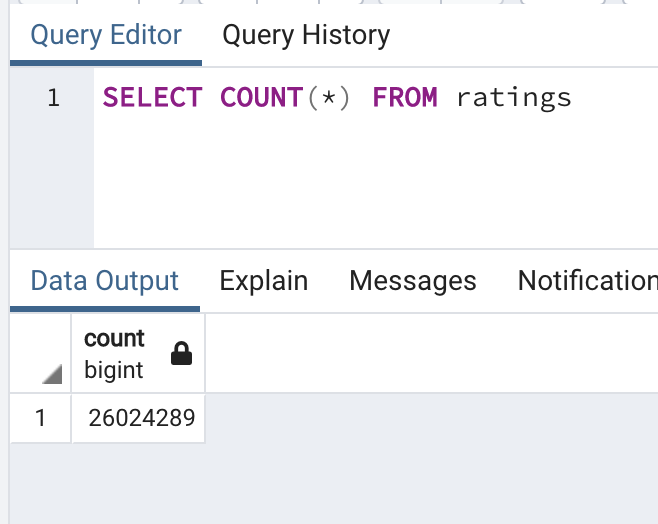 Query Editor Query History
1 SELECT COUNT(*) FROM ratings
Data Output Explain Messages Notification
count
bigint
1 26024289